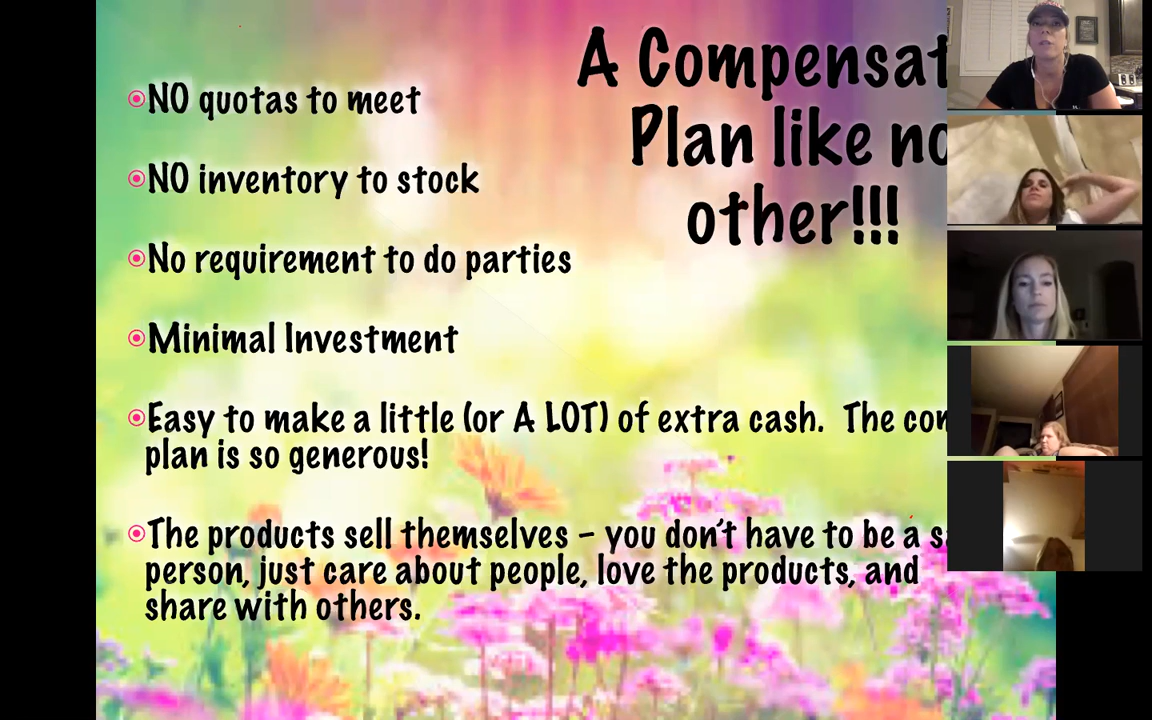 A Compensat
Plan like no
other!!!
NO quotas to meet
NO inventory to stock
No requirement to do parties
Minimal Investment
Easy to make a little (or A LOT) of extra cash. The com
plan is so generous!
The products sell themselves – you don't have to be a sa
person, just care about people, love the products, and
share with others.